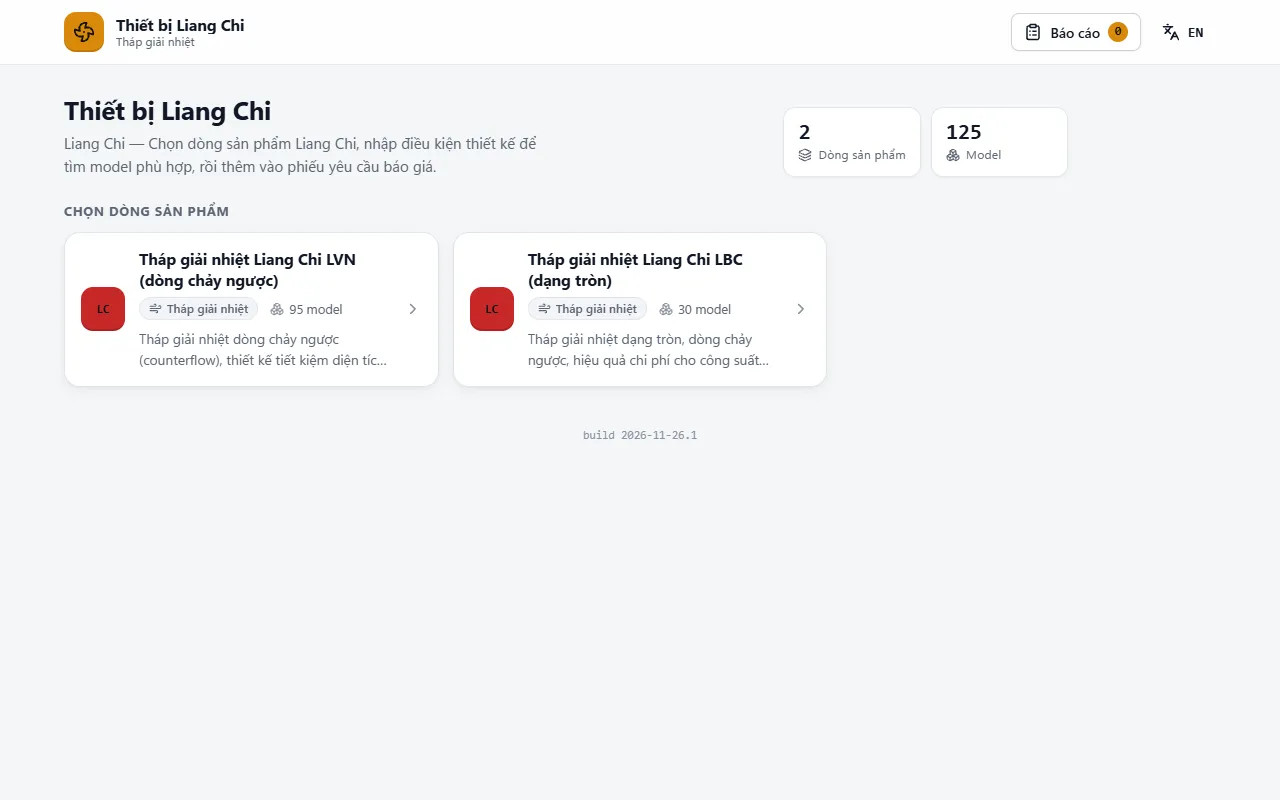 Thiết bị Liang Chi
Tháp giải nhiệt
Báo cáo 0
EN
Thiết bị Liang Chi
Liang Chi — Chọn dòng sản phẩm Liang Chi, nhập điều kiện thiết kế để
tìm model phù hợp, rồi thêm vào phiếu yêu cầu báo giá.
2
Dòng sản phẩm
125
Model
CHỌN DÒNG SẢN PHẨM
LC
Tháp giải nhiệt Liang Chi LVN
(dòng chảy ngược)
Tháp giải nhiệt 95 model
Tháp giải nhiệt dòng chảy ngược
(counterflow), thiết kế tiết kiệm diện tíc...
LC
Tháp giải nhiệt Liang Chi LBC
(dạng tròn)
Tháp giải nhiệt 30 model
Tháp giải nhiệt dạng tròn, dòng chảy
ngược, hiệu quả chi phí cho công suất...
build 2026-11-26.1